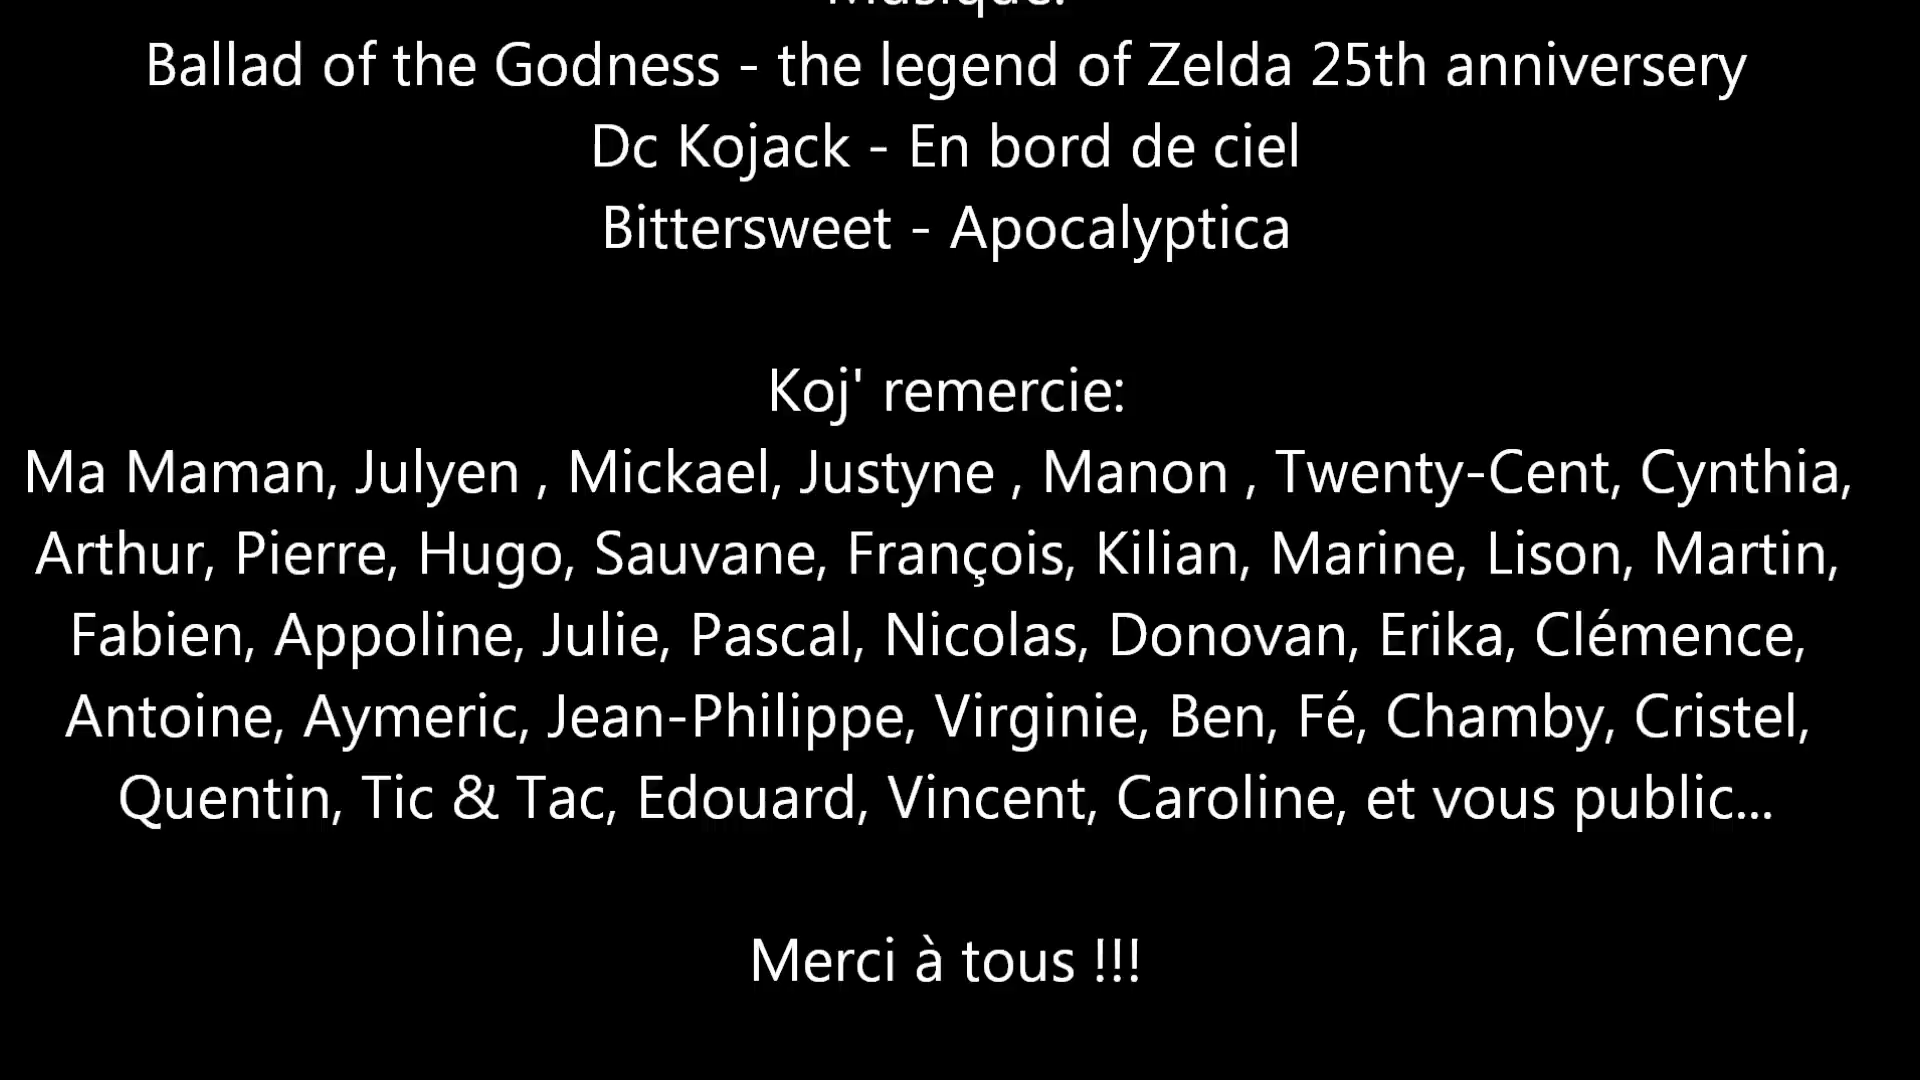 Musique:
Ballad of the Godness - the legend of Zelda 25th anniversery
Dc Kojack - En bord de ciel
Bittersweet - Apocalyptica
Koj' remercie:
Ma Maman, Julyen , Mickael, Justyne , Manon , Twenty-Cent, Cynthia,
Arthur, Pierre, Hugo, Sauvane, François, Kilian, Marine, Lison, Martin,
Fabien, Appoline, Julie, Pascal, Nicolas, Donovan, Erika, Clémence,
Antoine, Aymeric, Jean-Philippe, Virginie, Ben, Fé, Chamby, Cristel,
Quentin, Tic & Tac, Edouard, Vincent, Caroline, et vous public...
Merci à tous !!!